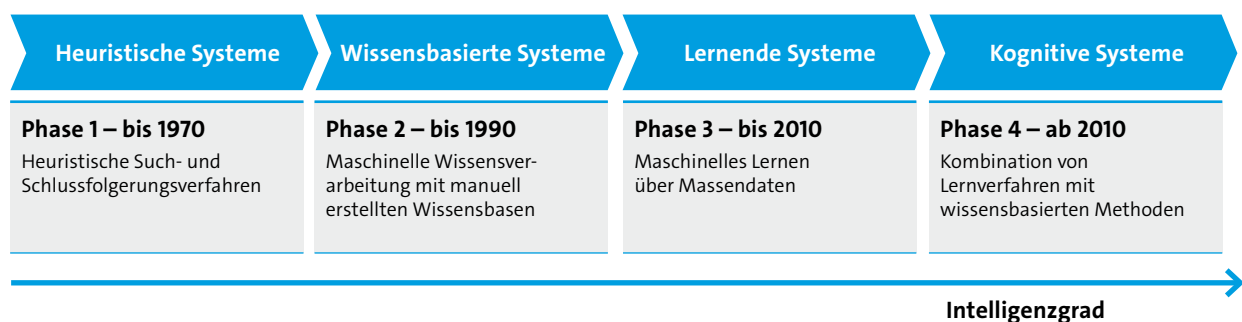 Heuristische Systeme
Wissensbasierte Systeme
Lernende Systeme
Kognitive Systeme
Phase 1 – bis 1970
Heuristische Such- und
Schlussfolgerungsverfahren
Phase 2 – bis 1990
Maschinelle Wissensver-
arbeitung mit manuell
erstellten Wissensbasen
Phase 3 – bis 2010
Maschinelles Lernen
über Massendaten
Phase 4 – ab 2010
Kombination von
Lernverfahren mit
wissensbasierten Methoden
Intelligenzgrad